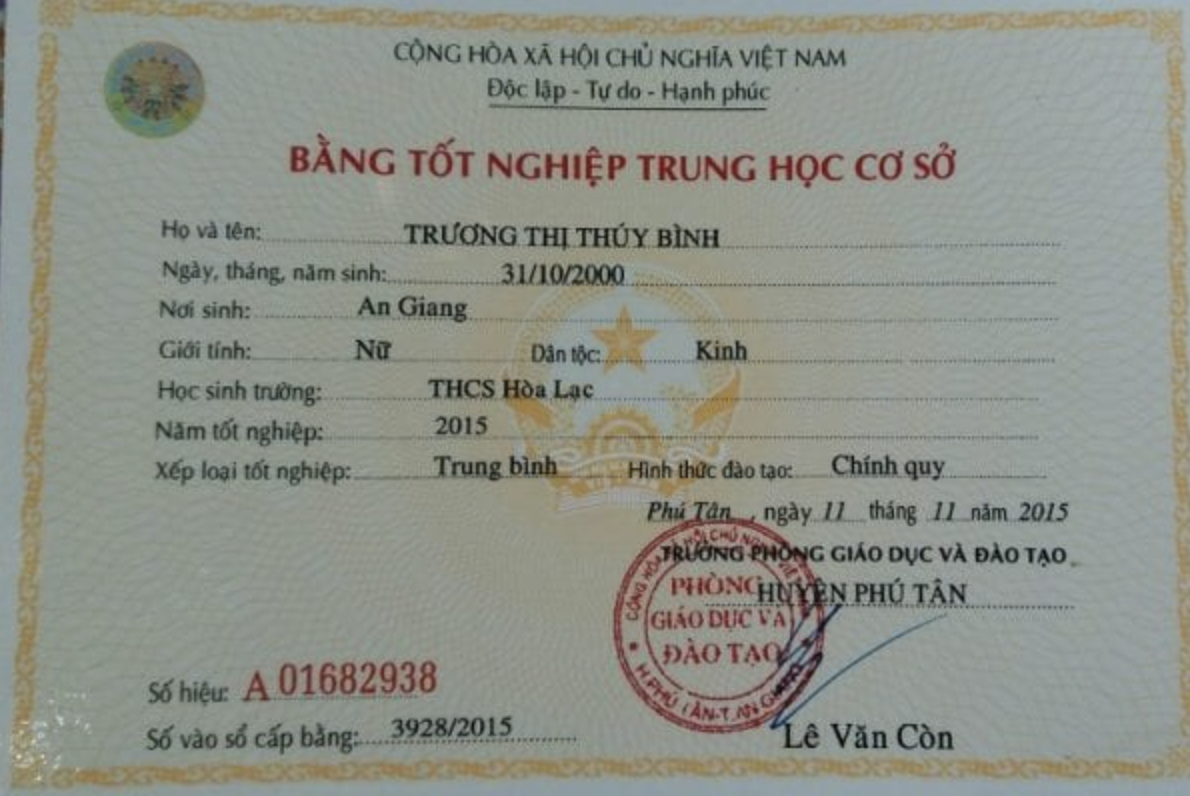 CỘNG HÒA XÃ HỘI CHỦ NGHĨA VIỆT NAM
Độc lập - Tự do - Hạnh phúc
BẰNG TỐT NGHIỆP TRUNG HỌC CƠ SỞ
Họ và tên: TRƯƠNG THỊ THÚY BÌNH
Ngày, tháng, năm sinh: 31/10/2000
Nơi sinh: An Giang
Giới tính: Nữ Dân tộc: Kinh
Học sinh trường: THCS Hòa Lạc
Năm tốt nghiệp: 2015
Xếp loại tốt nghiệp: Trung bình Hình thức đào tạo: Chính quy
Phú Tân, ngày 11 tháng 11 năm 2015
TRƯỞNG PHÒNG GIÁO DỤC VÀ ĐÀO TẠO
HUYỆN PHÚ TÂN
PHÒNG
GIÁO DỤC VÀ
ĐÀO TẠO
H.PHÚ TÂN-T.AN GIANG
Số hiệu: A 01682938
Số vào sổ cấp bằng: 3928/2015
Lê Văn Còn